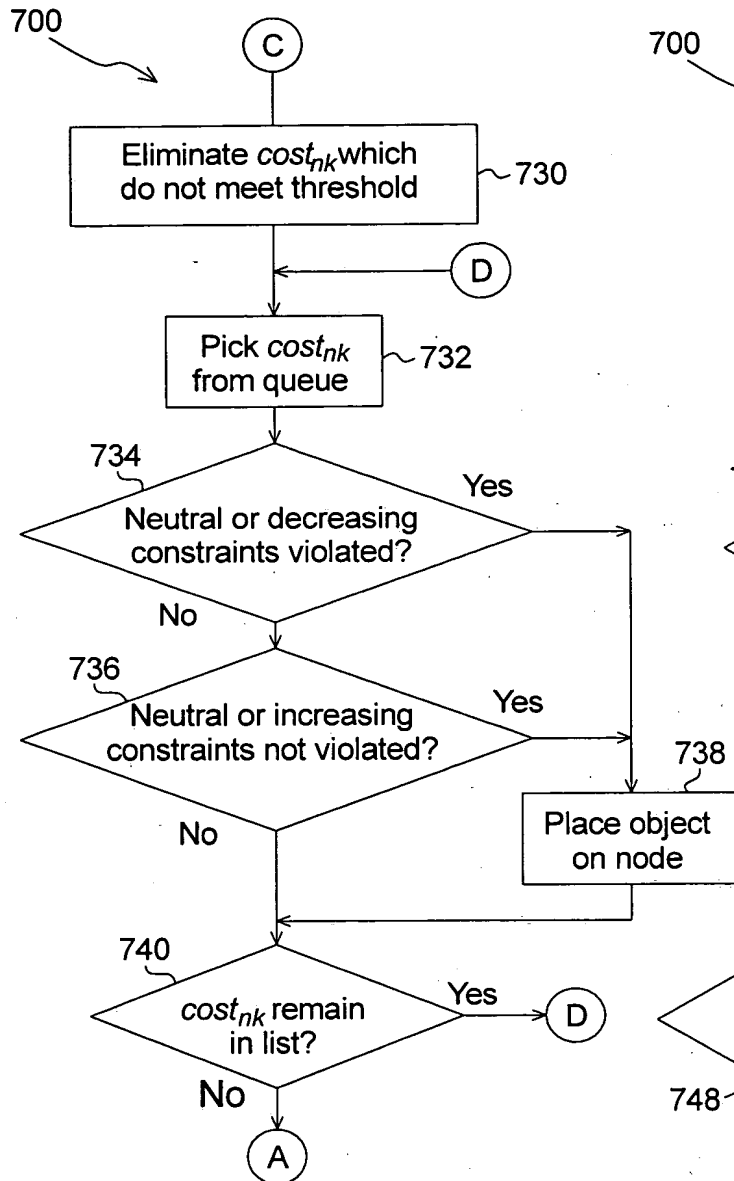 700
C
700
Eliminate cost_nk which
do not meet threshold
730
D
Pick cost_nk
from queue
732
734
Yes
Neutral or decreasing
constraints violated?
No
736
Yes
Neutral or increasing
constraints not violated?
738
No
Place object
on node
740
Yes
cost_nk remain
in list?
D
748
No
A